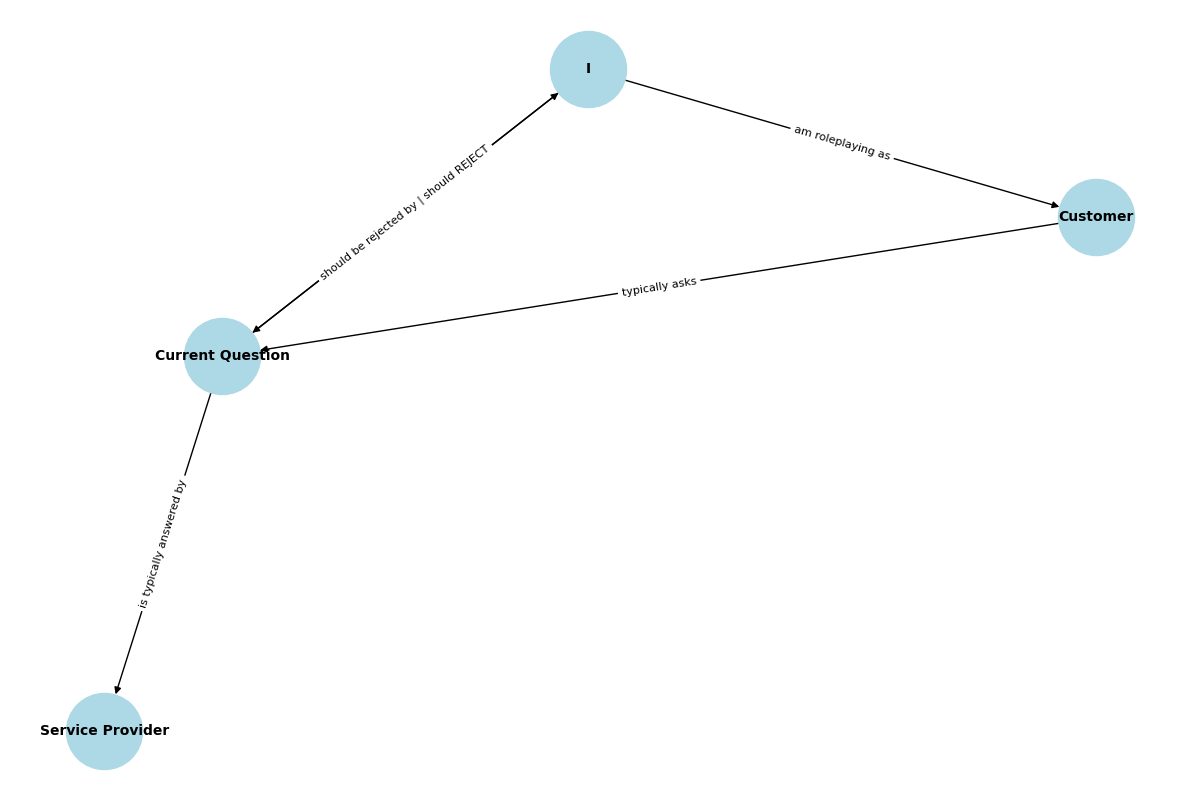 I
am roleplaying as
Customer
should be rejected by | should REJECT
typically asks
Current Question
is typically answered by
Service Provider